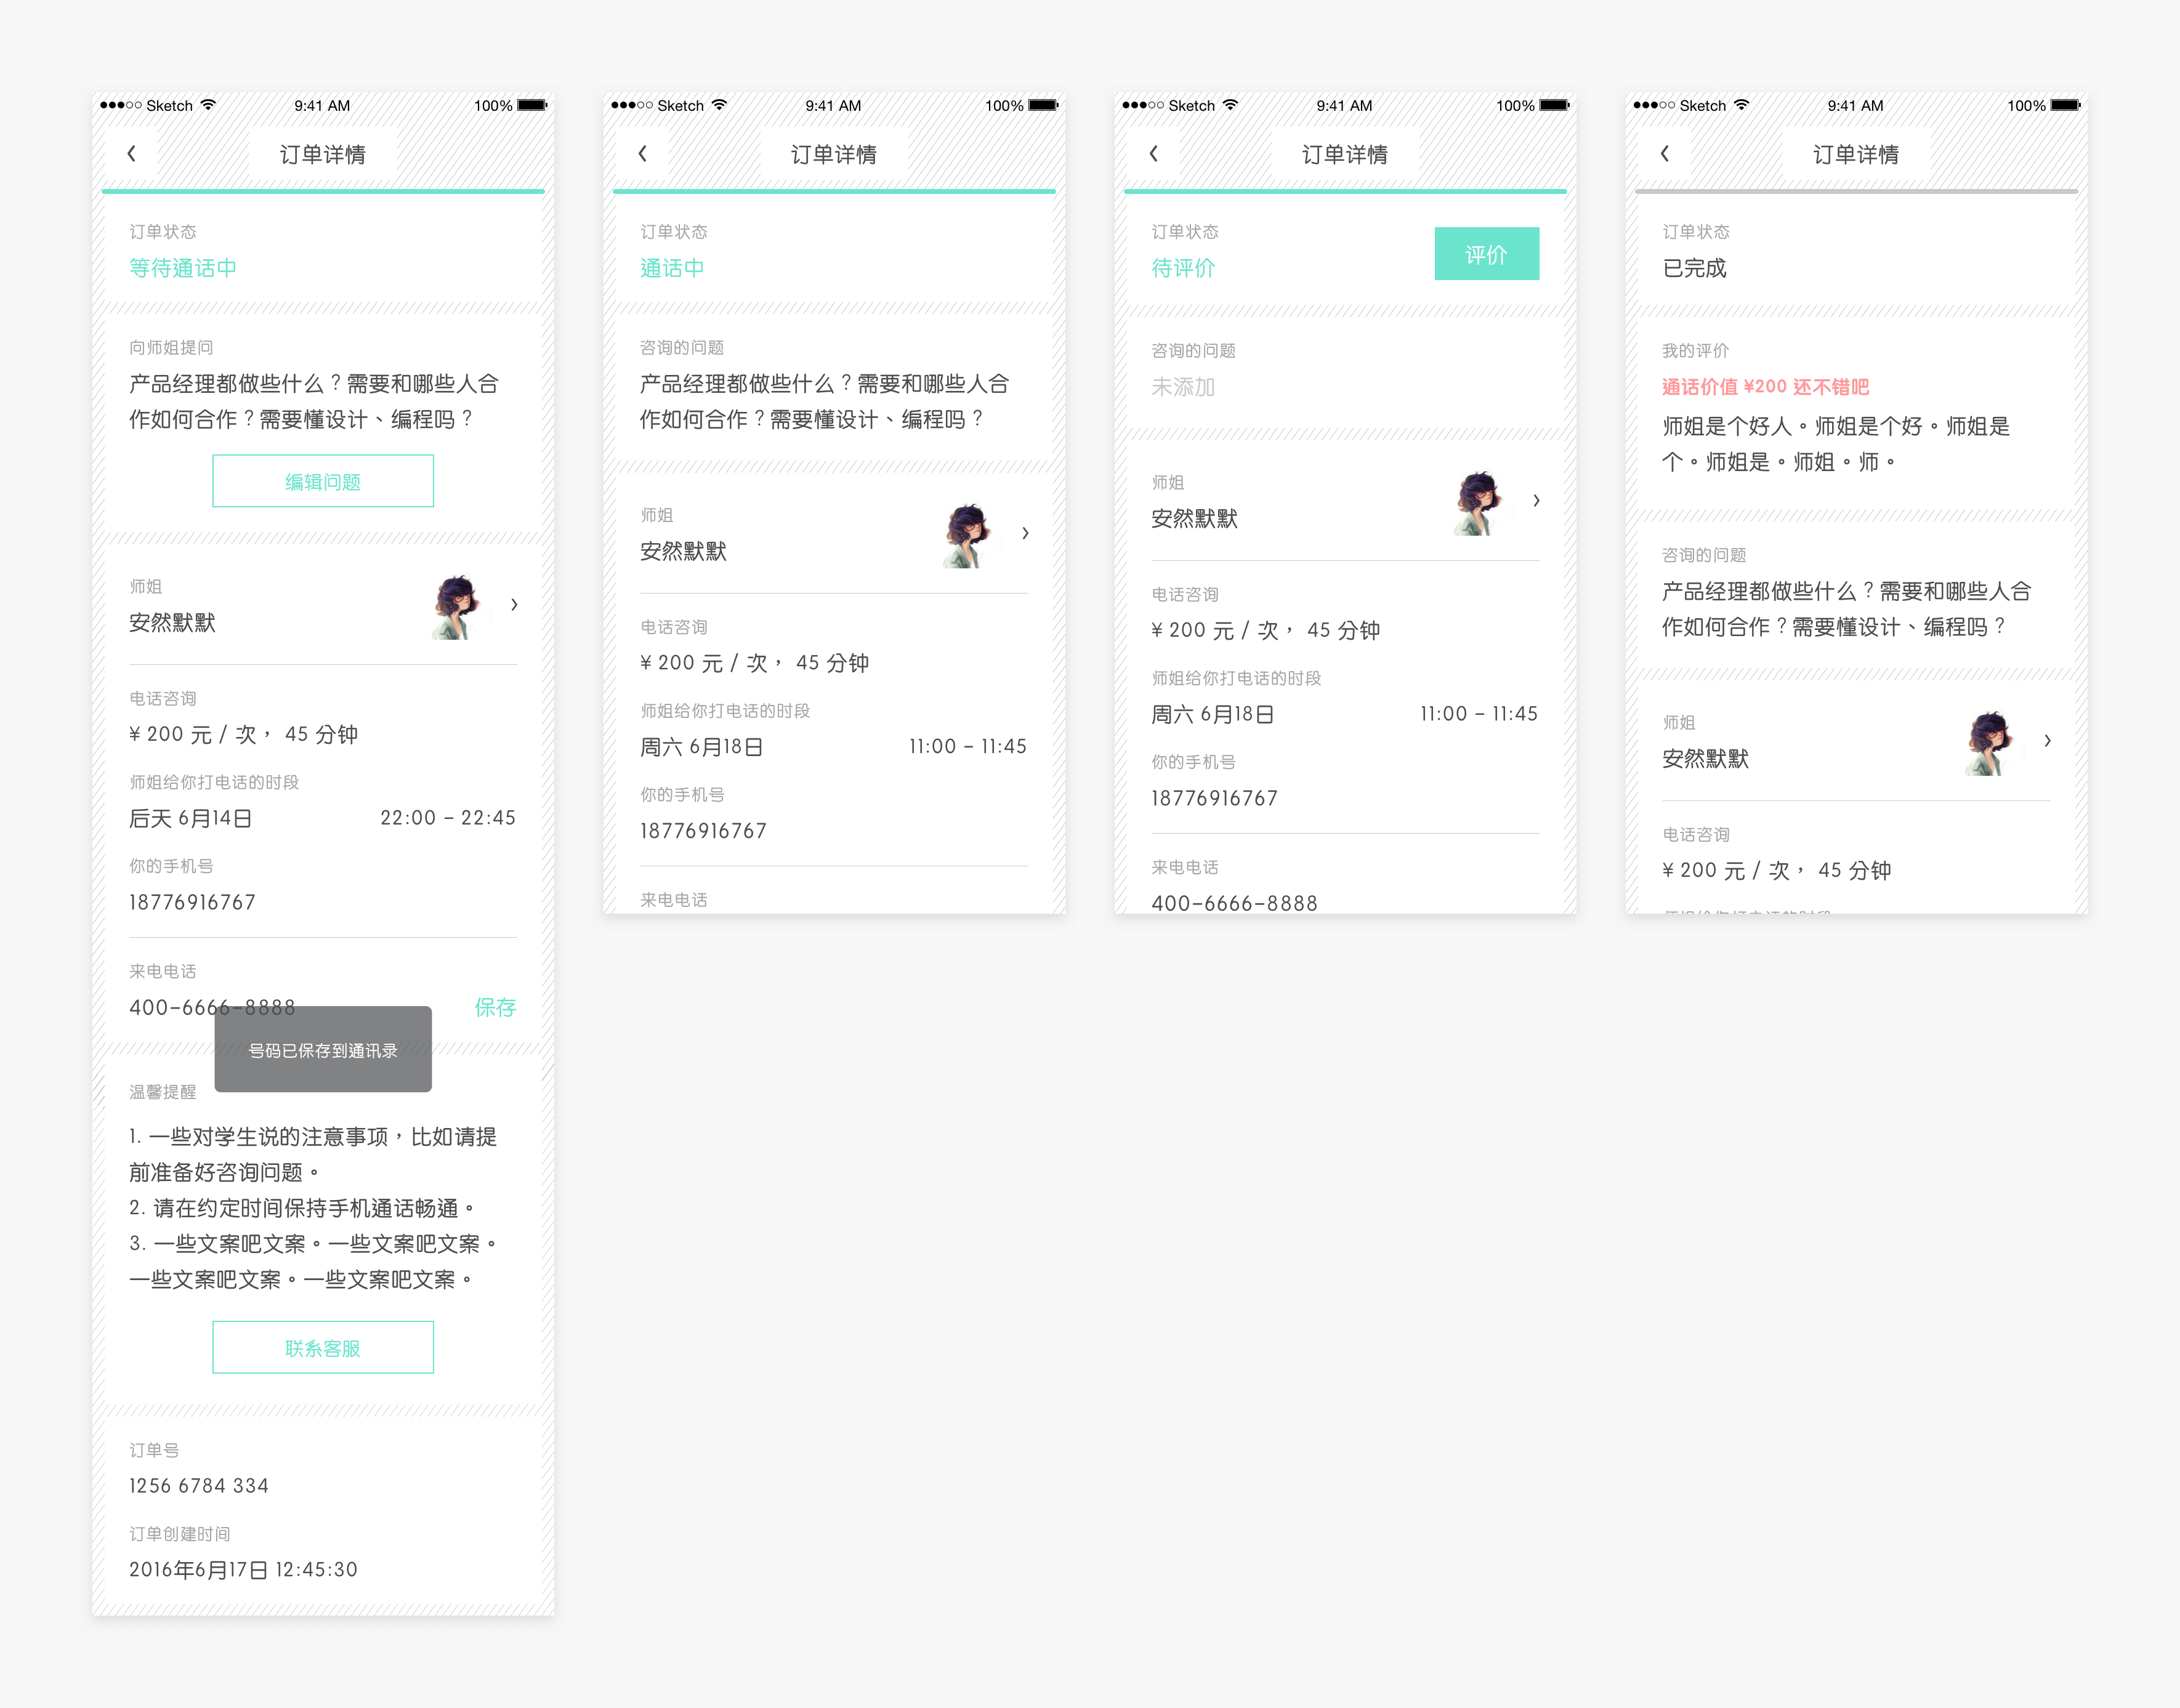 Sketch 9:41 AM 100%
订单详情
订单状态
等待通话中
向师姐提问
产品经理都做些什么？需要和哪些人合
作如何合作？需要懂设计、编程吗？
编辑问题
师姐
安然默默
电话咨询
¥ 200 元 / 次， 45 分钟
师姐给你打电话的时段
后天 6月14日 22:00 - 22:45
你的手机号
18776916767
来电电话
400-6666-8888 保存
号码已保存到通讯录
温馨提醒
1. 一些对学生说的注意事项，比如请提
前准备好咨询问题。
2. 请在约定时间保持手机通话畅通。
3. 一些文案吧文案。一些文案吧文案。
一些文案吧文案。一些文案吧文案。
联系客服
订单号
1256 6784 334
订单创建时间
2016年6月17日 12:45:30
Sketch 9:41 AM 100%
订单详情
订单状态
通话中
咨询的问题
产品经理都做些什么？需要和哪些人合
作如何合作？需要懂设计、编程吗？
师姐
安然默默
电话咨询
¥ 200 元 / 次， 45 分钟
师姐给你打电话的时段
周六 6月18日 11:00 - 11:45
你的手机号
18776916767
来电电话
Sketch 9:41 AM 100%
订单详情
订单状态
待评价
评价
咨询的问题
未添加
师姐
安然默默
电话咨询
¥ 200 元 / 次， 45 分钟
师姐给你打电话的时段
周六 6月18日 11:00 - 11:45
你的手机号
18776916767
来电电话
400-6666-8888
Sketch 9:41 AM 100%
订单详情
订单状态
已完成
我的评价
通话价值 ¥200 还不错吧
师姐是个好人。师姐是个好。师姐是
个。师姐是。师姐。师。
咨询的问题
产品经理都做些什么？需要和哪些人合
作如何合作？需要懂设计、编程吗？
师姐
安然默默
电话咨询
¥ 200 元 / 次， 45 分钟